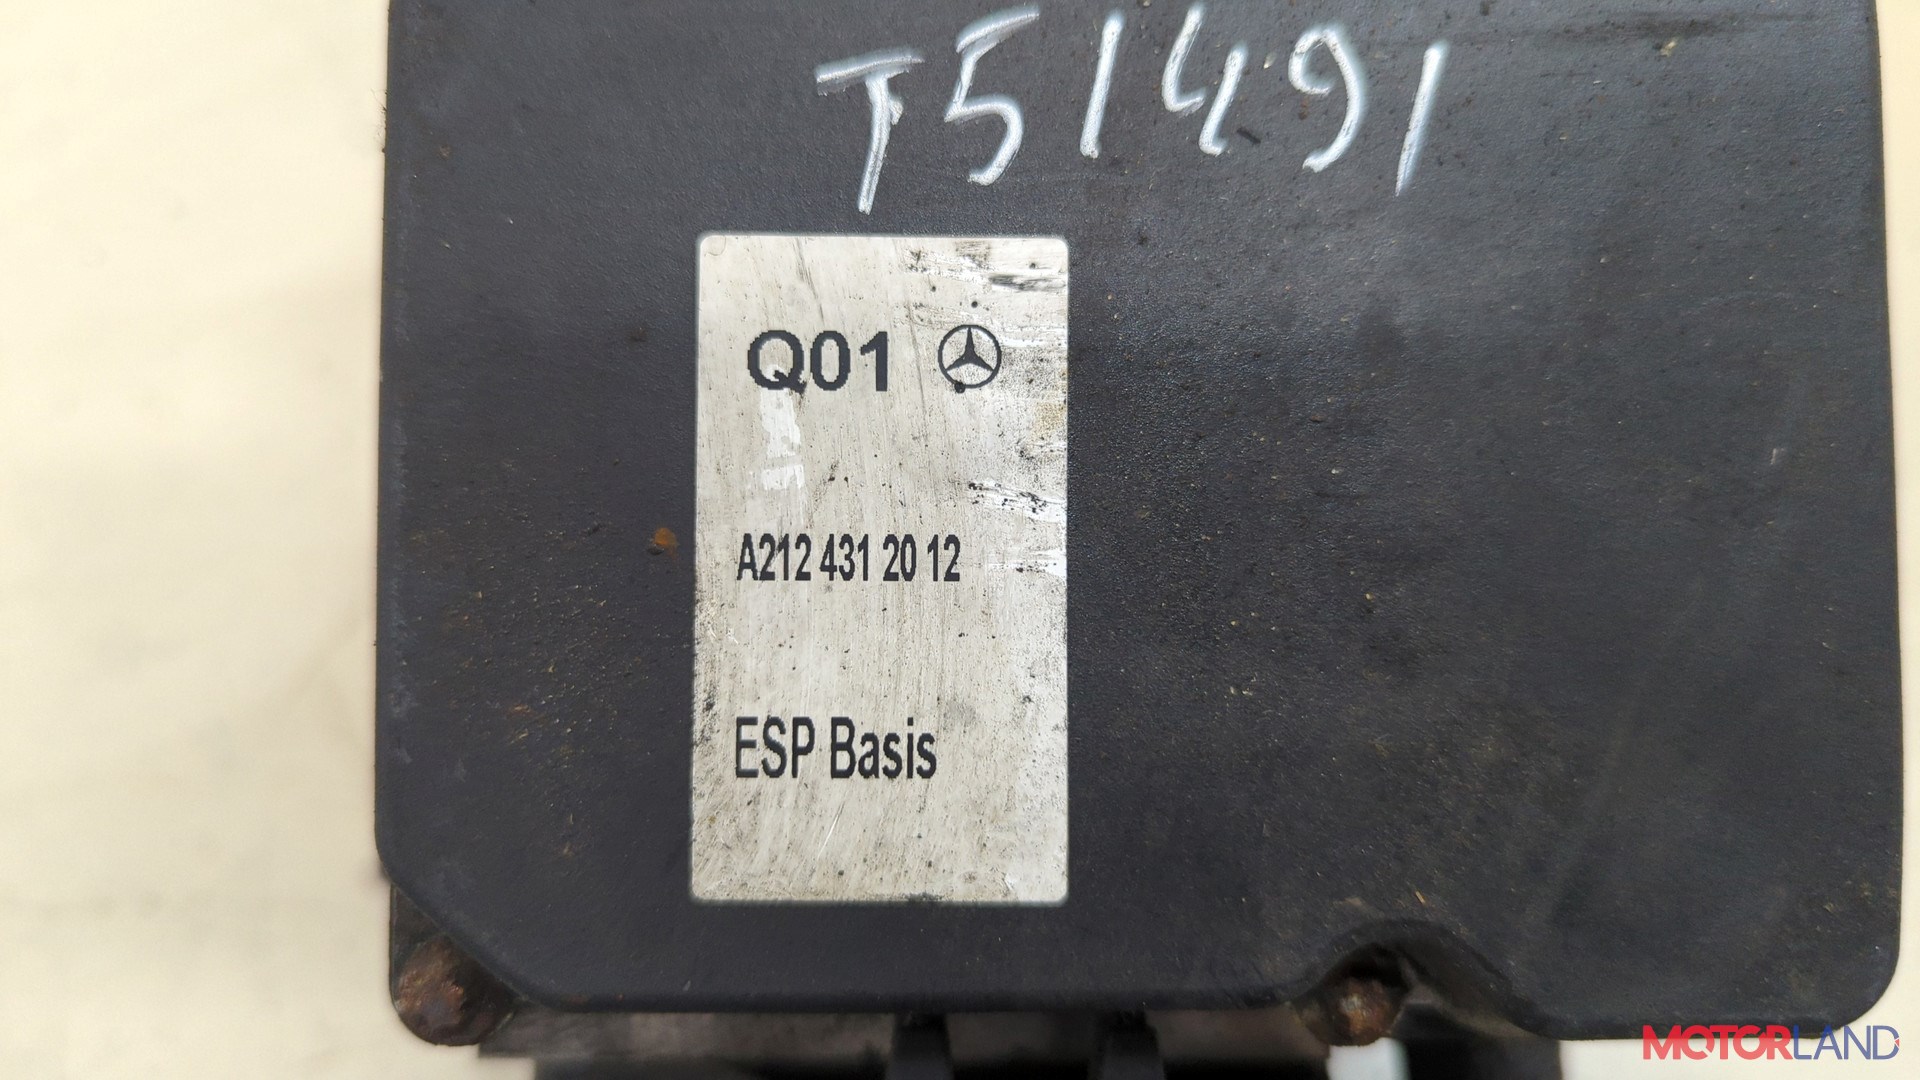 T51491
Q01
A212 431 20 12
ESP Basis
MOTORLAND